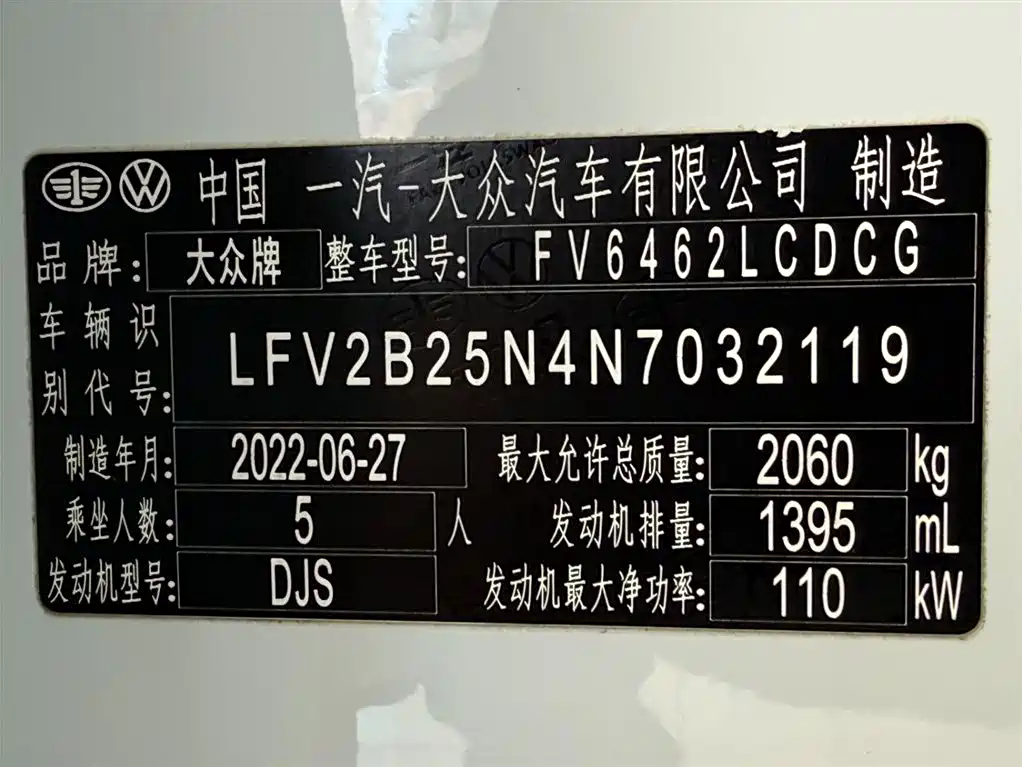 中国 一汽-大众汽车有限公司 制造
品牌: 大众牌 整车型号: FV6462LCDCG
车辆识别代号: LFV2B25N4N7032119
制造年月: 2022-06-27 最大允许总质量: 2060 kg
乘坐人数: 5 人 发动机排量: 1395 mL
发动机型号: DJS 发动机最大净功率: 110 kW